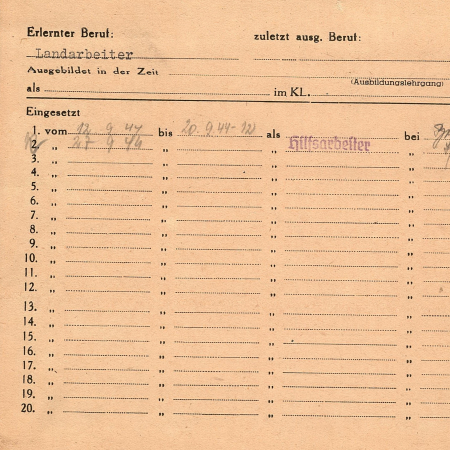 Erlernter Beruf: zuletzt ausg. Beruf:
Landarbeiter
Ausgebildet in der Zeit
(Ausbildungslehrgang)
als im KL.
Eingesetzt
1. vom 12 9 44 bis 20. 9. 44 - 12 als bei
2. „ 27 9 44 „ „ Hilfsarbeiter „
3. „ „ „ „
4. „ „ „ „
5. „ „ „ „
6. „ „ „ „
7. „ „ „ „
8. „ „ „ „
9. „ „ „ „
10. „ „ „ „
11. „ „ „ „
12. „ „ „ „
13. „ „ „ „
14. „ „ „ „
15. „ „ „ „
16. „ „ „ „
17. „ „ „ „
18. „ „ „ „
19. „ „ „ „
20. „ „ „ „